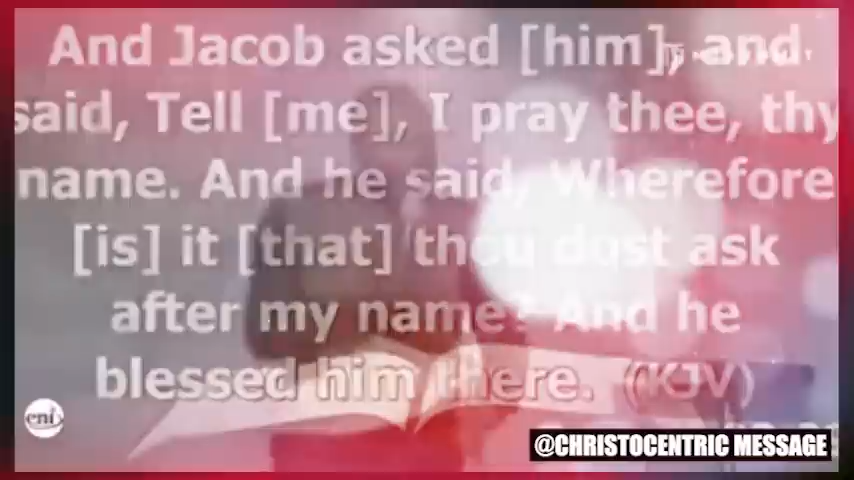 And Jacob asked [him], and
said, Tell [me], I pray thee, thy
name. And he said, Wherefore
[is] it [that] thou dost ask
after my name? And he
blessed him there. (KJV)
eni
@CHRISTOCENTRIC MESSAGE